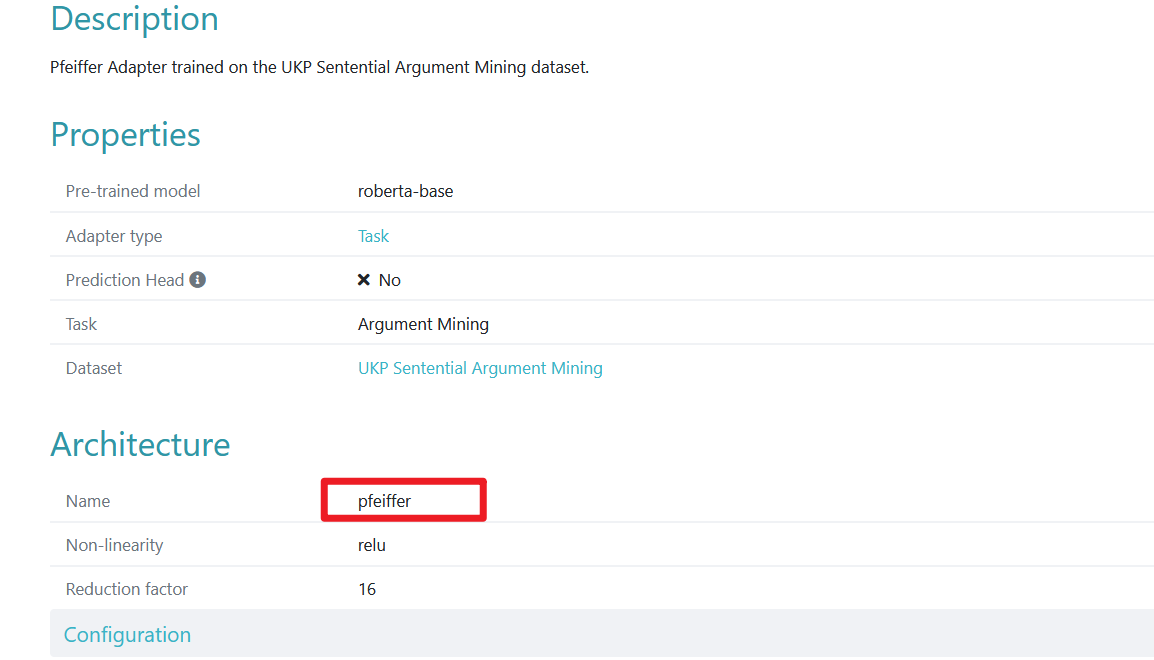 Description
Pfeiffer Adapter trained on the UKP Sentential Argument Mining dataset.
Properties
Pre-trained model roberta-base
Adapter type Task
Prediction Head No
Task Argument Mining
Dataset UKP Sentential Argument Mining
Architecture
Name pfeiffer
Non-linearity relu
Reduction factor 16
Configuration